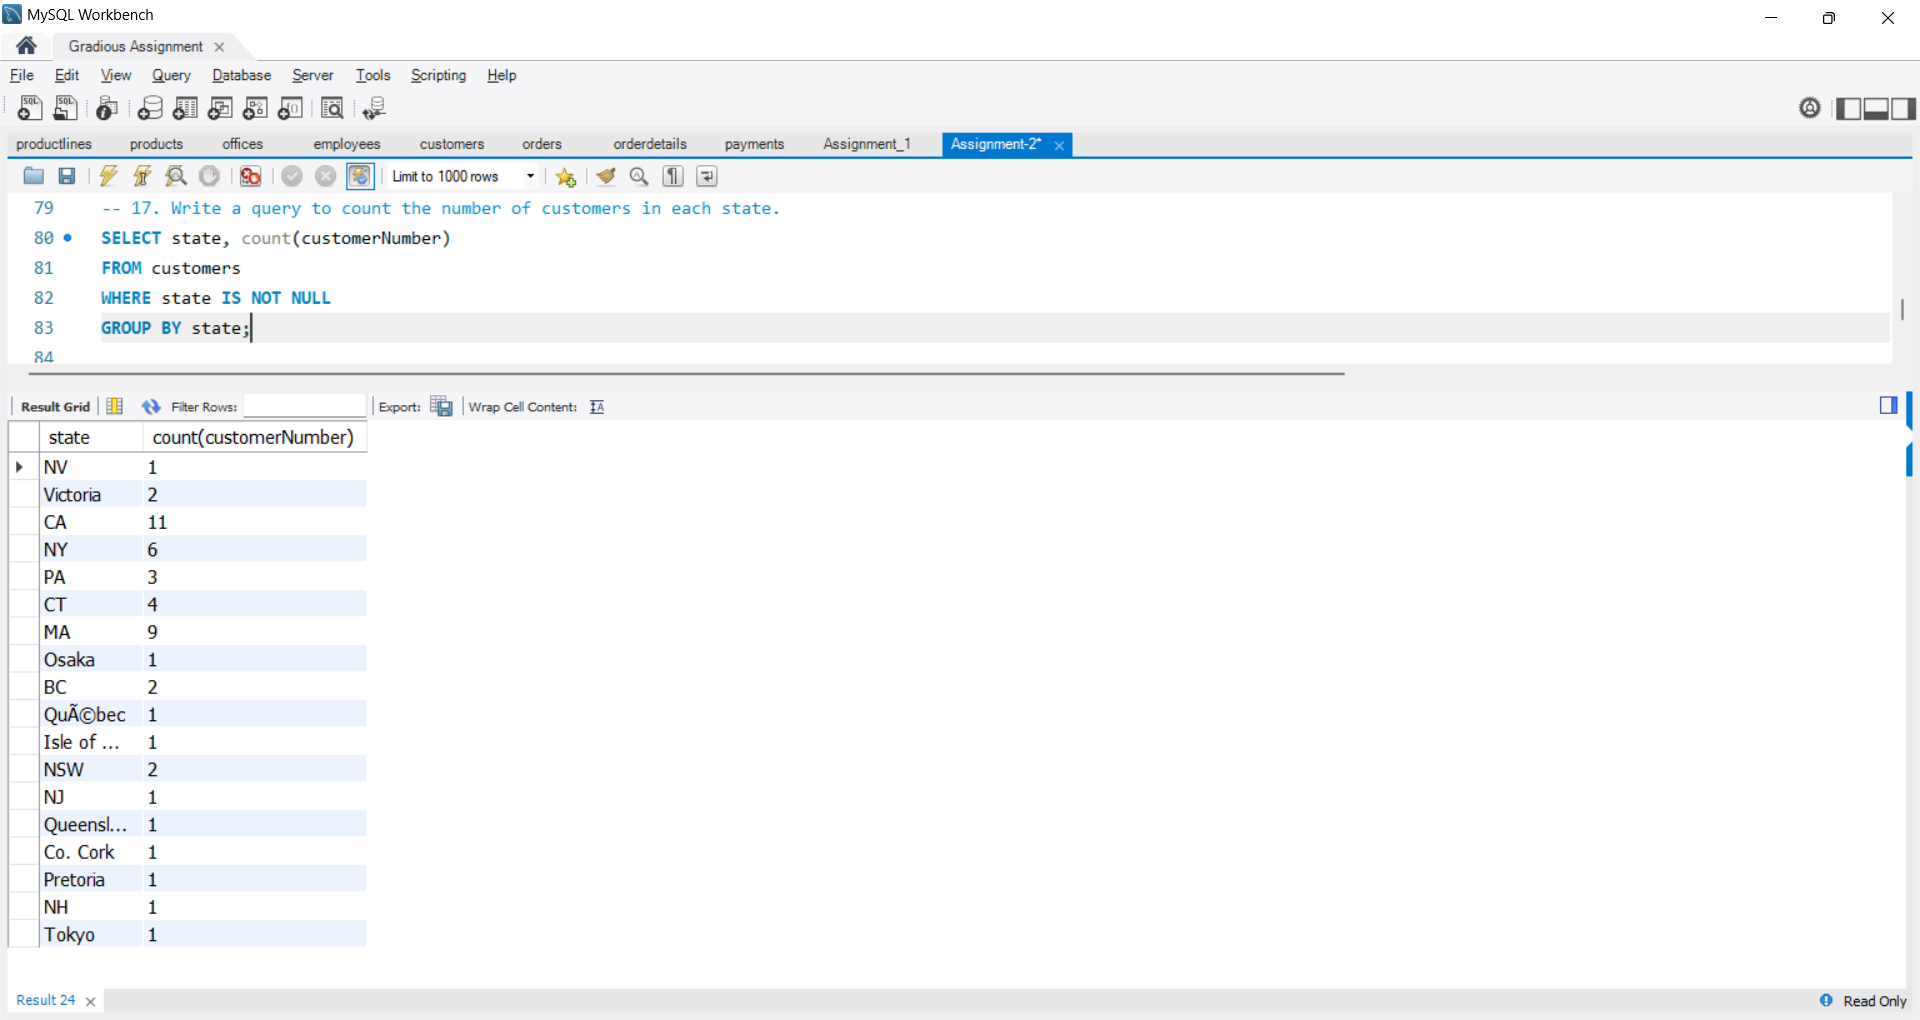 MySQL Workbench
Gradious Assignment
File Edit View Query Database Server Tools Scripting Help
productlines products offices employees customers orders orderdetails payments Assignment_1 Assignment-2*
Limit to 1000 rows
79 -- 17. Write a query to count the number of customers in each state.
80 SELECT state, count(customerNumber)
81 FROM customers
82 WHERE state IS NOT NULL
83 GROUP BY state;
84
Result Grid Filter Rows: Export: Wrap Cell Content:
state count(customerNumber)
NV 1
Victoria 2
CA 11
NY 6
PA 3
CT 4
MA 9
Osaka 1
BC 2
QuÃ©bec 1
Isle of ... 1
NSW 2
NJ 1
Queensl... 1
Co. Cork 1
Pretoria 1
NH 1
Tokyo 1
Result 24 Read Only